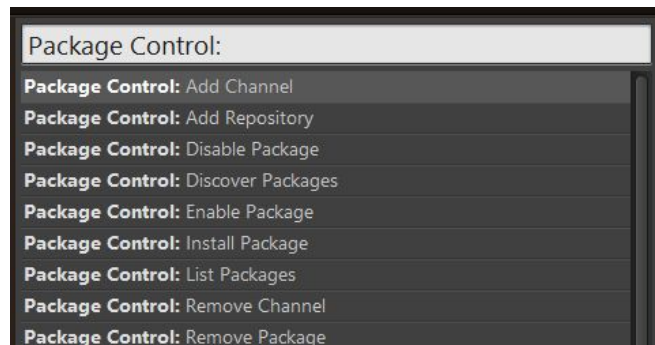 Package Control:
Package Control: Add Channel
Package Control: Add Repository
Package Control: Disable Package
Package Control: Discover Packages
Package Control: Enable Package
Package Control: Install Package
Package Control: List Packages
Package Control: Remove Channel
Package Control: Remove Package